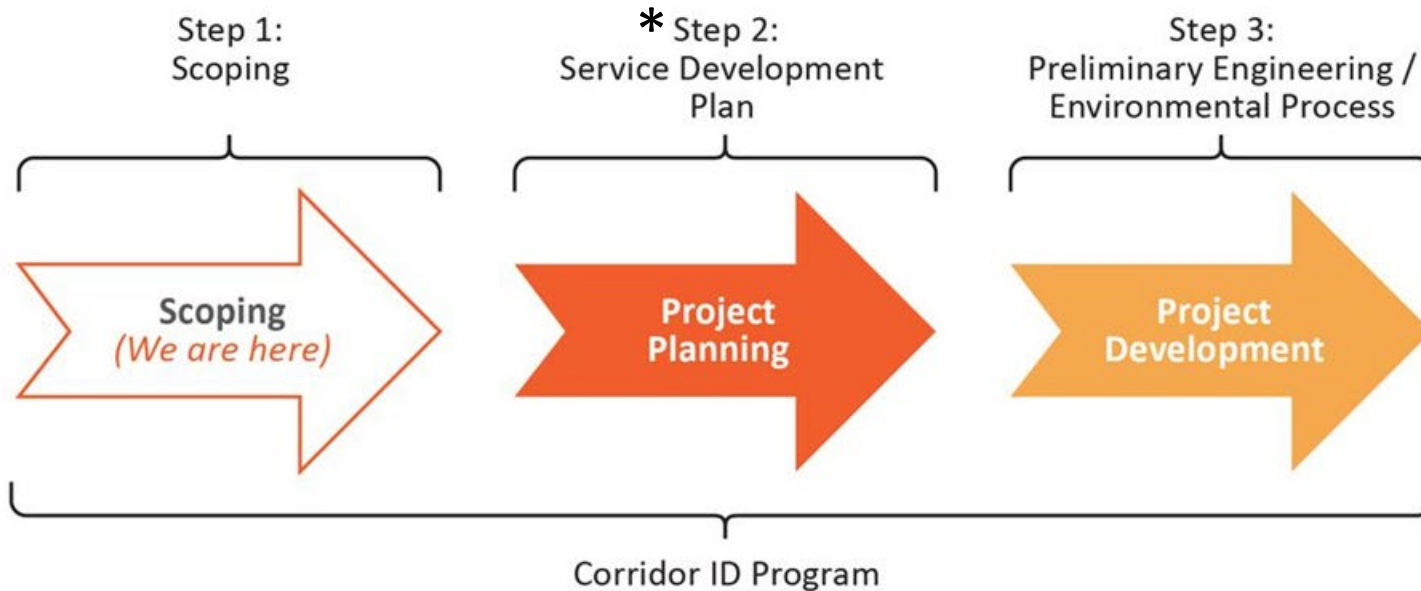 Step 1:
Scoping
* Step 2:
Service Development
Plan
Step 3:
Preliminary Engineering /
Environmental Process
Scoping
(We are here)
Project
Planning
Project
Development
Corridor ID Program